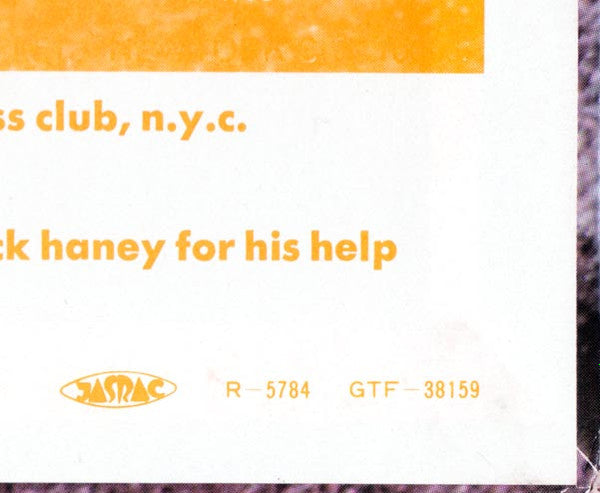 ss club, n.y.c.
ck haney for his help
JASRAC R-5784 GTF-38159